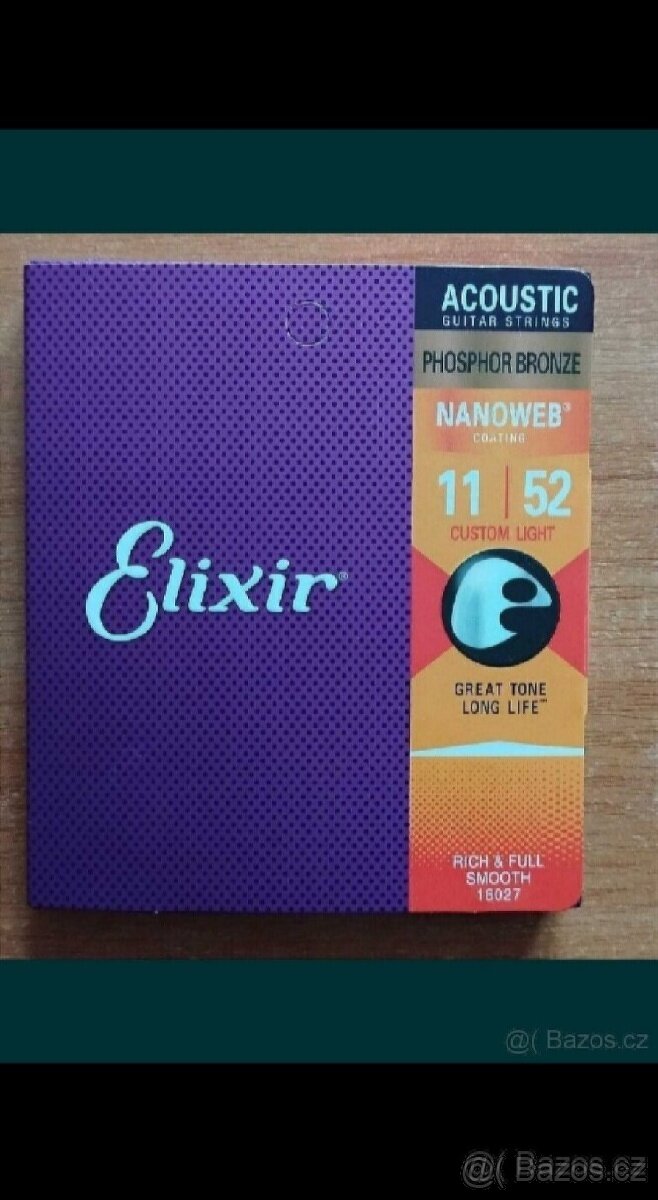 ACOUSTIC
GUITAR STRINGS
PHOSPHOR BRONZE
NANOWEB®
COATING
11 | 52
CUSTOM LIGHT
Elixir®
GREAT TONE
LONG LIFE™
RICH & FULL
SMOOTH
16027
@( Bazos.cz
@( Bazos.cz